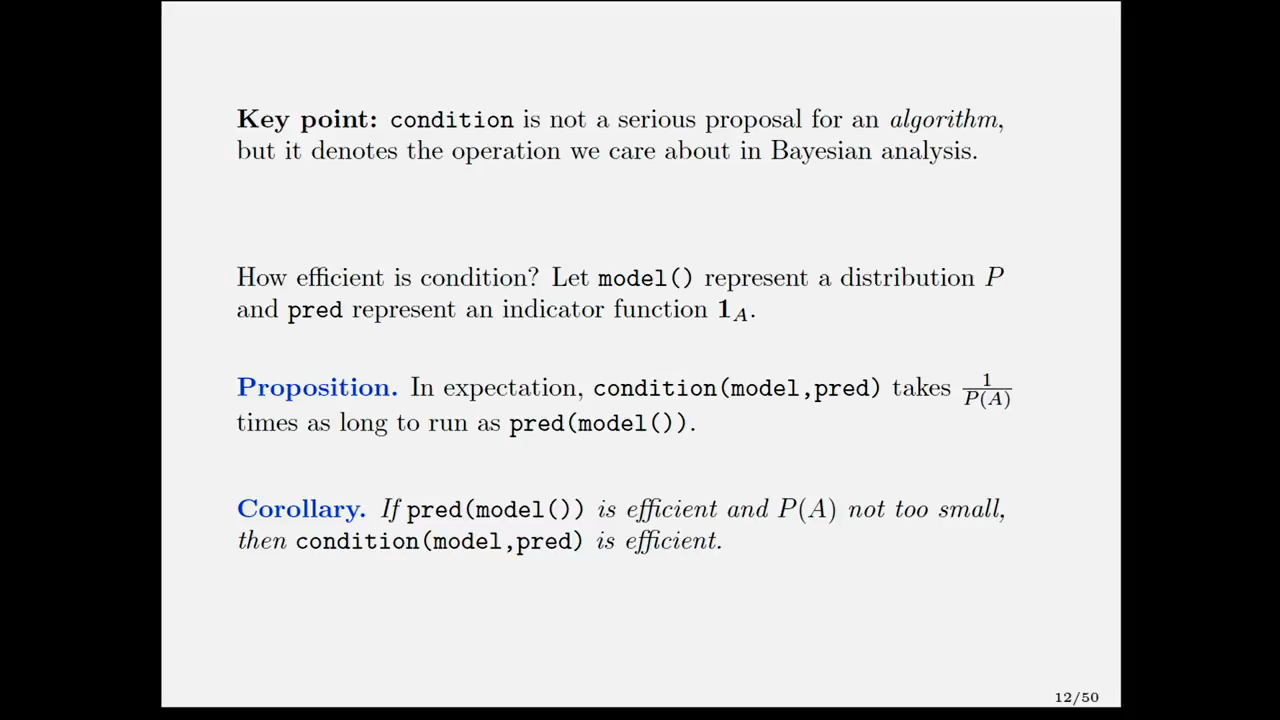 Key point: condition is not a serious proposal for an algorithm,
but it denotes the operation we care about in Bayesian analysis.
How efficient is condition? Let model() represent a distribution P
and pred represent an indicator function 1_A.
Proposition. In expectation, condition(model,pred) takes 1/P(A)
times as long to run as pred(model()).
Corollary. If pred(model()) is efficient and P(A) not too small,
then condition(model,pred) is efficient.
12/50